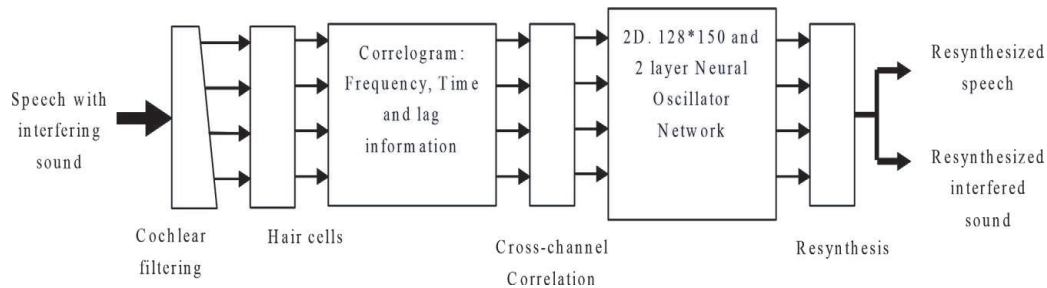 Speech with
interfering
sound
Cochlear
filtering
Hair cells
Correlogram:
Frequency, Time
and lag
information
Cross-channel
Correlation
2D. 128*150 and
2 layer Neural
Oscillator
Network
Resynthesis
Resynthesized
speech
Resynthesized
interfered
sound